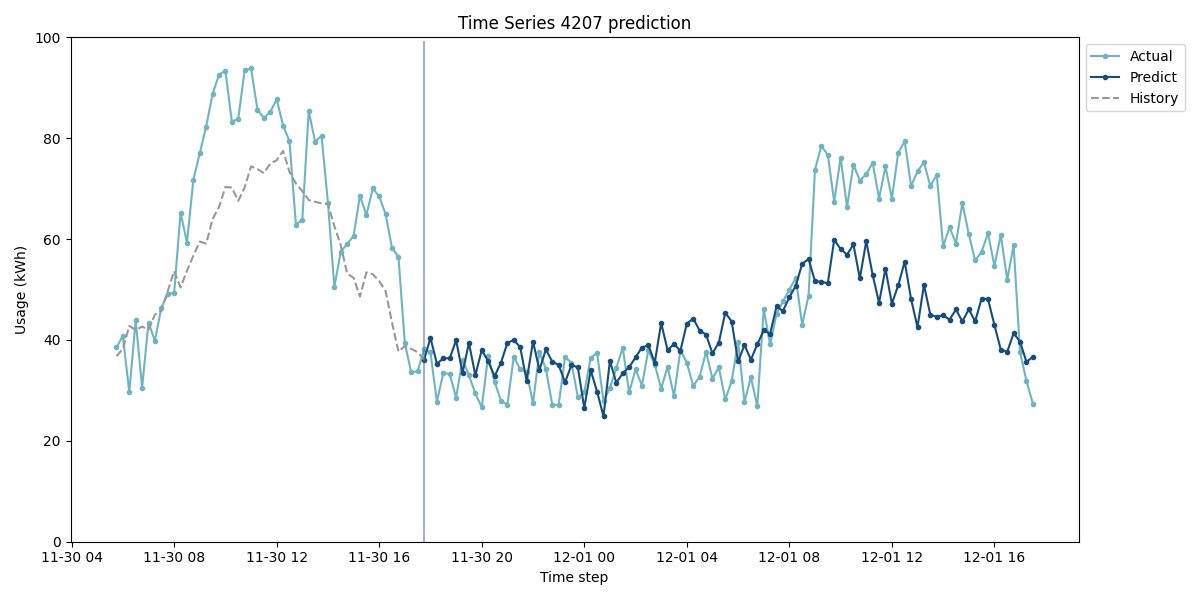 Time Series 4207 prediction
Actual
Predict
History
Usage (kWh)
100
80
60
40
20
0
11-30 04
11-30 08
11-30 12
11-30 16
11-30 20
12-01 00
12-01 04
12-01 08
12-01 12
12-01 16
Time step